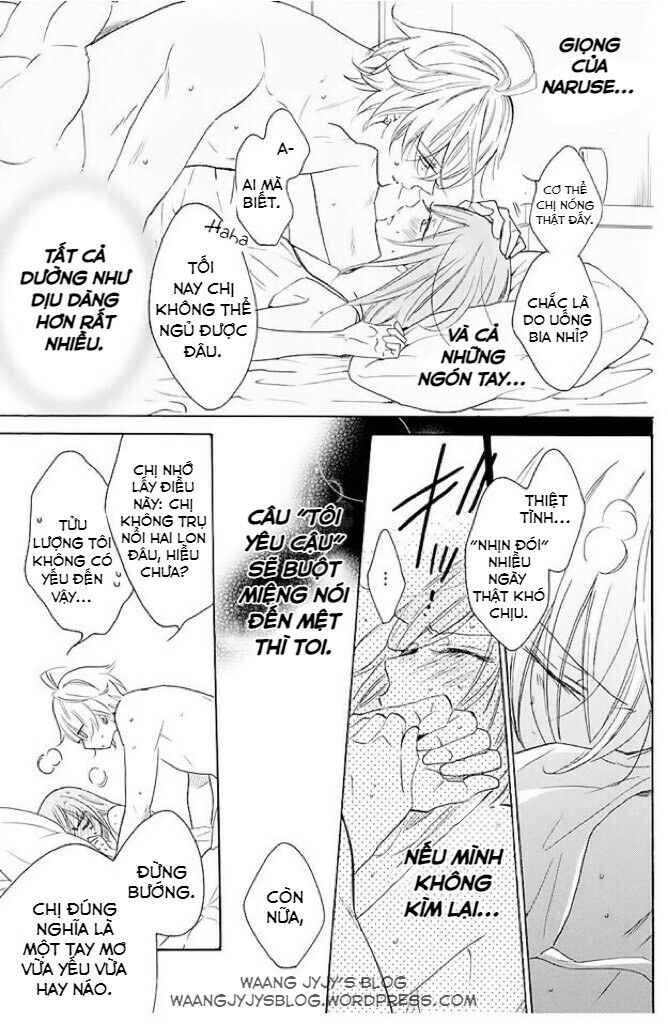 GIỌNG
CỦA
NARUSE...
CƠ THỂ
CHỊ NÓNG
THẬT ĐẤY.
CHẮC LÀ
DO UỐNG
BIA NHỈ?
A-
AI MÀ
BIẾT.
Haha
VÀ CẢ
NHỮNG
NGÓN TAY...
TỐI
NAY CHỊ
KHÔNG THỂ
NGỦ ĐƯỢC
ĐÂU.
TẤT CẢ
DƯỜNG NHƯ
DỊU DÀNG
HƠN RẤT
NHIỀU.
THIỆT
TÌNH...
"NHỊN ĐÓI"
NHIỀU
NGÀY
THẬT KHÓ
CHỊU.
...
NẾU MÌNH
KHÔNG
KÌM LẠI...
CÂU "TÔI
YÊU CẬU"
SẼ BUỘT
MIỆNG NÓI
ĐẾN MỆT
THÌ TOI.
CÒN
NỮA,
CHỊ NHỚ
LẤY ĐIỀU
NÀY: CHỊ
KHÔNG TRỤ
NỔI HAI LON
ĐÂU, HIỂU
CHƯA?
TỬU
LƯỢNG TÔI
KHÔNG CÓ
YẾU ĐẾN
VẬY...
ĐỪNG
BƯỚNG.
CHỊ ĐÚNG
NGHĨA LÀ
MỘT TAY MƠ
VỪA YẾU VỪA
HAY NÁO.
WAANG JYJY'S BLOG
WAANGJYJYSBLOG.WORDPRESS.COM